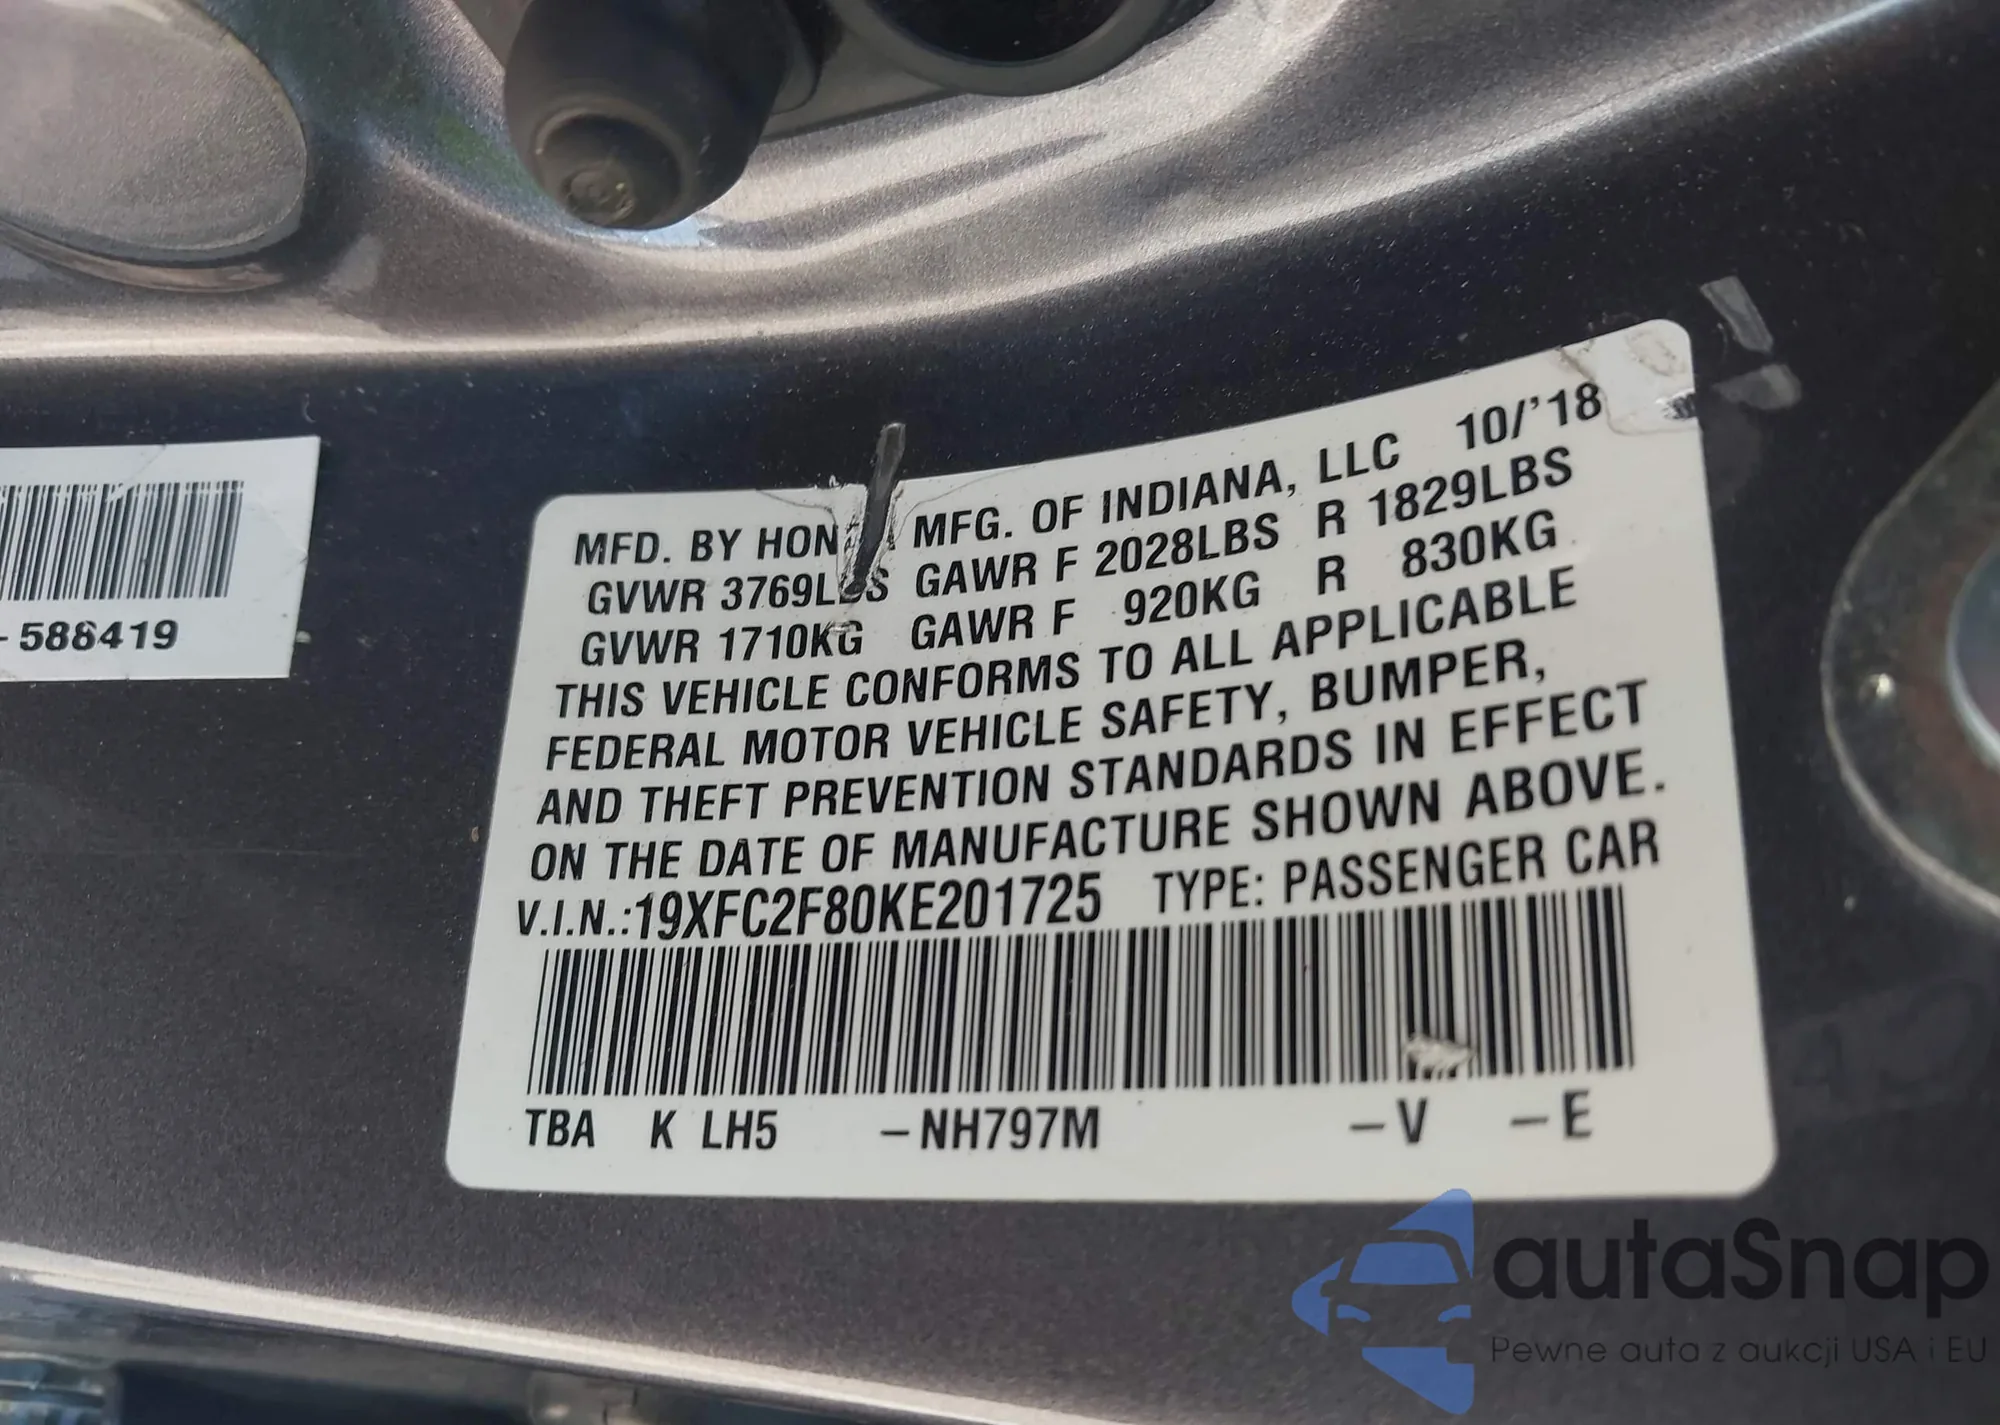 - 586419
MFD. BY HON MFG. OF INDIANA, LLC 10/'18
GVWR 3769LBS GAWR F 2028LBS R 1829LBS
GVWR 1710KG GAWR F 920KG R 830KG
THIS VEHICLE CONFORMS TO ALL APPLICABLE
FEDERAL MOTOR VEHICLE SAFETY, BUMPER,
AND THEFT PREVENTION STANDARDS IN EFFECT
ON THE DATE OF MANUFACTURE SHOWN ABOVE.
V.I.N.:19XFC2F80KE201725 TYPE: PASSENGER CAR
TBA K LH5 -NH797M -V -E
autaSnap
Pewne auta z aukcji USA i EU